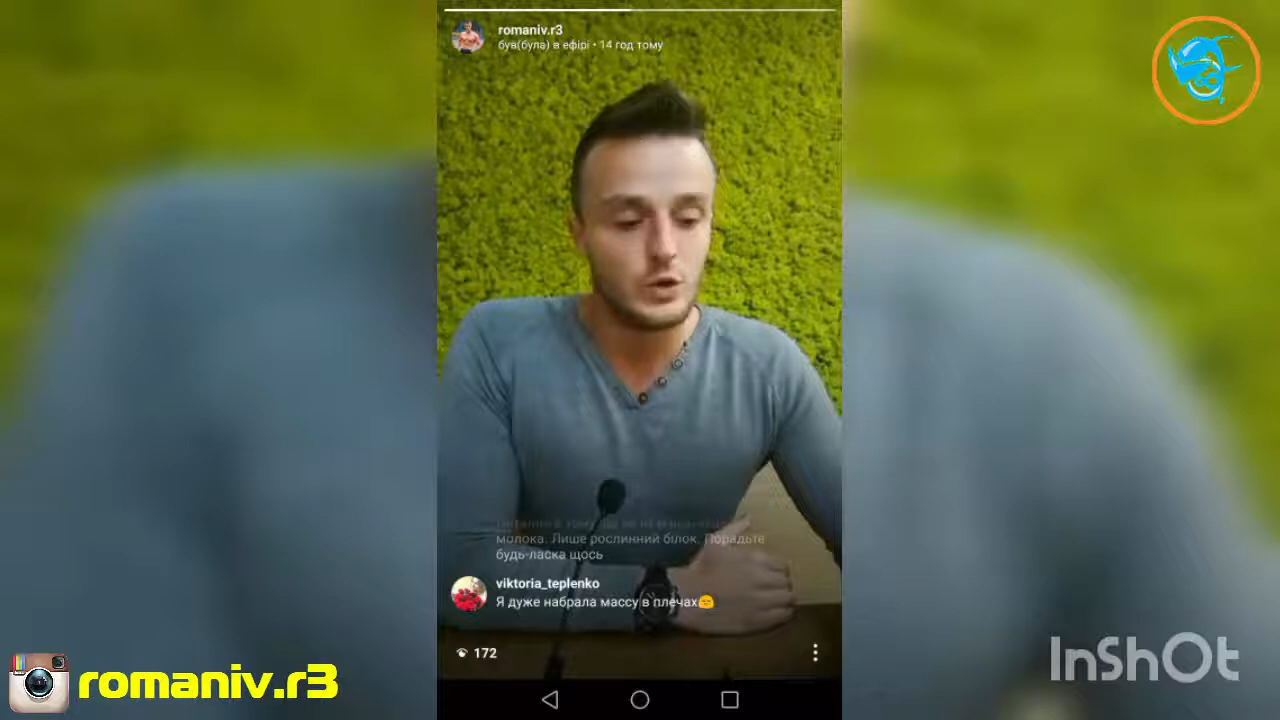 romaniv.r3
був(була) в ефірі • 14 год тому
молока. Лише рослинний білок. Порадьте
будь-ласка щось
viktoria_teplenko
Я дуже набрала массу в плечах
172
romaniv.r3
InShOt